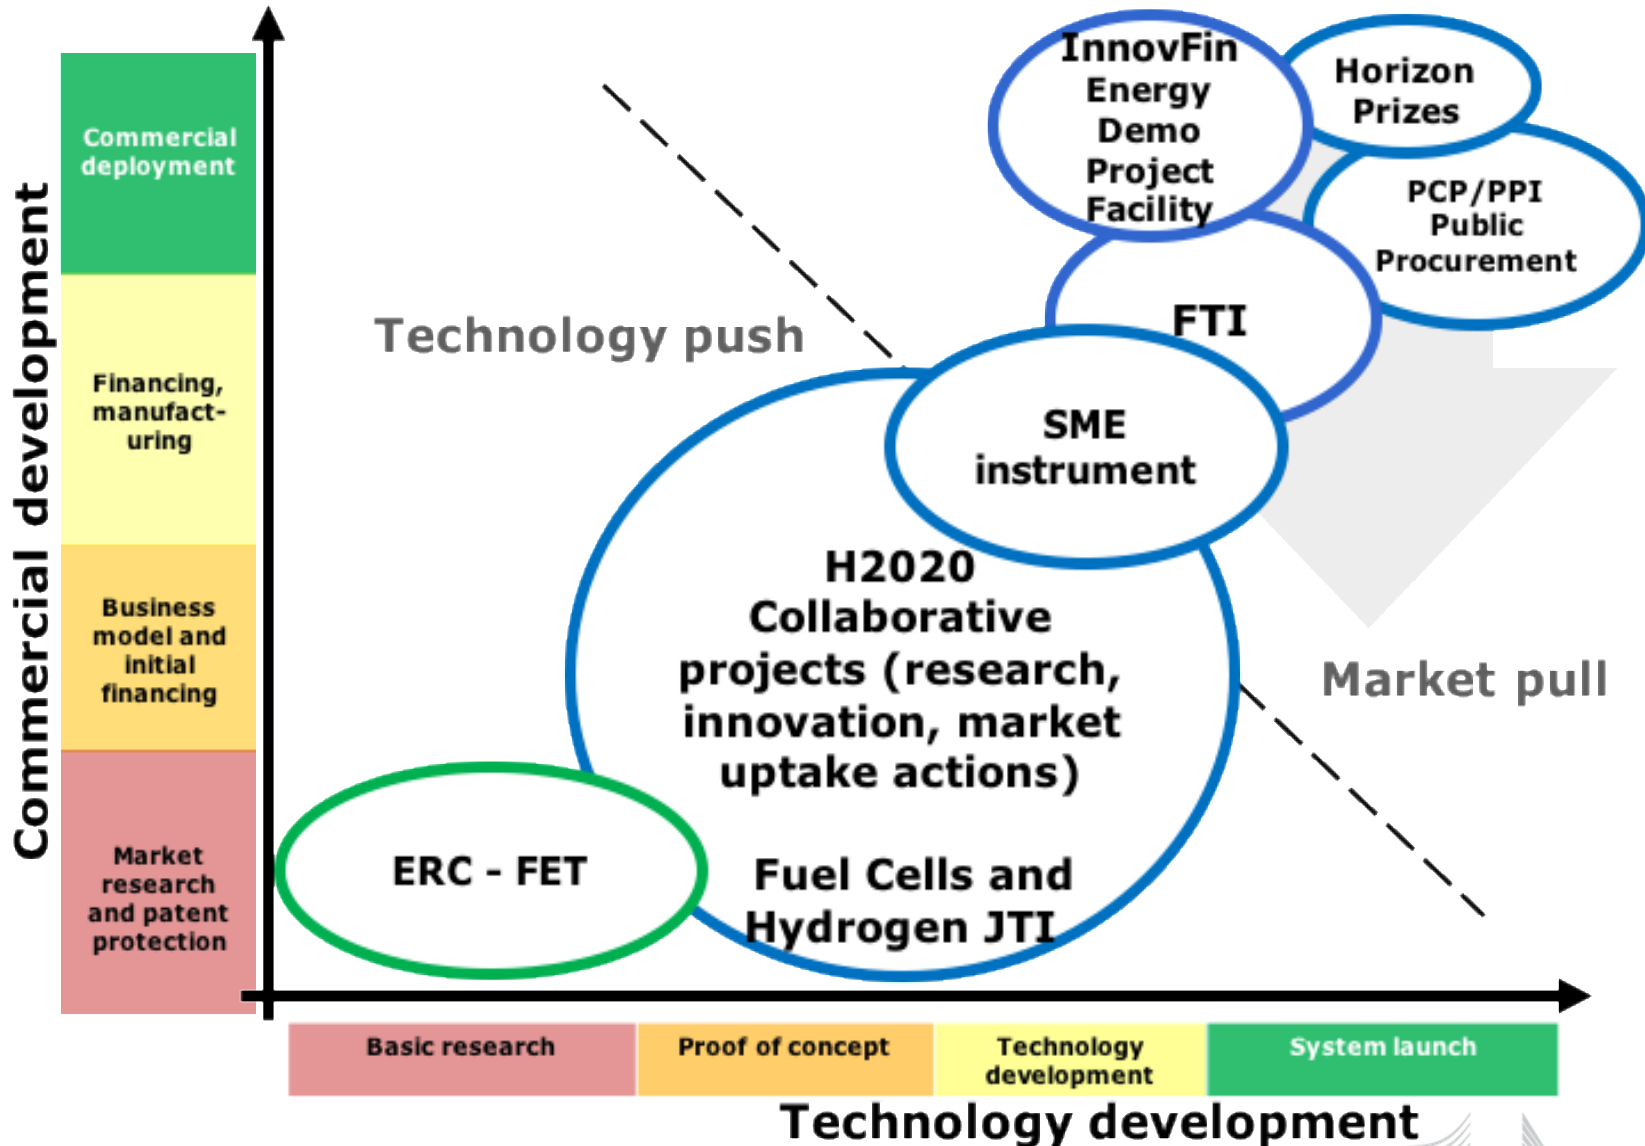 Commercial development
Commercial
deployment
Financing,
manufact-
uring
Business
model and
initial
financing
Market
research
and patent
protection
Technology push
InnovFin
Energy
Demo
Project
Facility
Horizon
Prizes
PCP/PPI
Public
Procurement
FTI
SME
instrument
H2020
Collaborative
projects (research,
innovation, market
uptake actions)
Fuel Cells and
Hydrogen JTI
ERC - FET
Market pull
Basic research
Proof of concept
Technology
development
System launch
Technology development